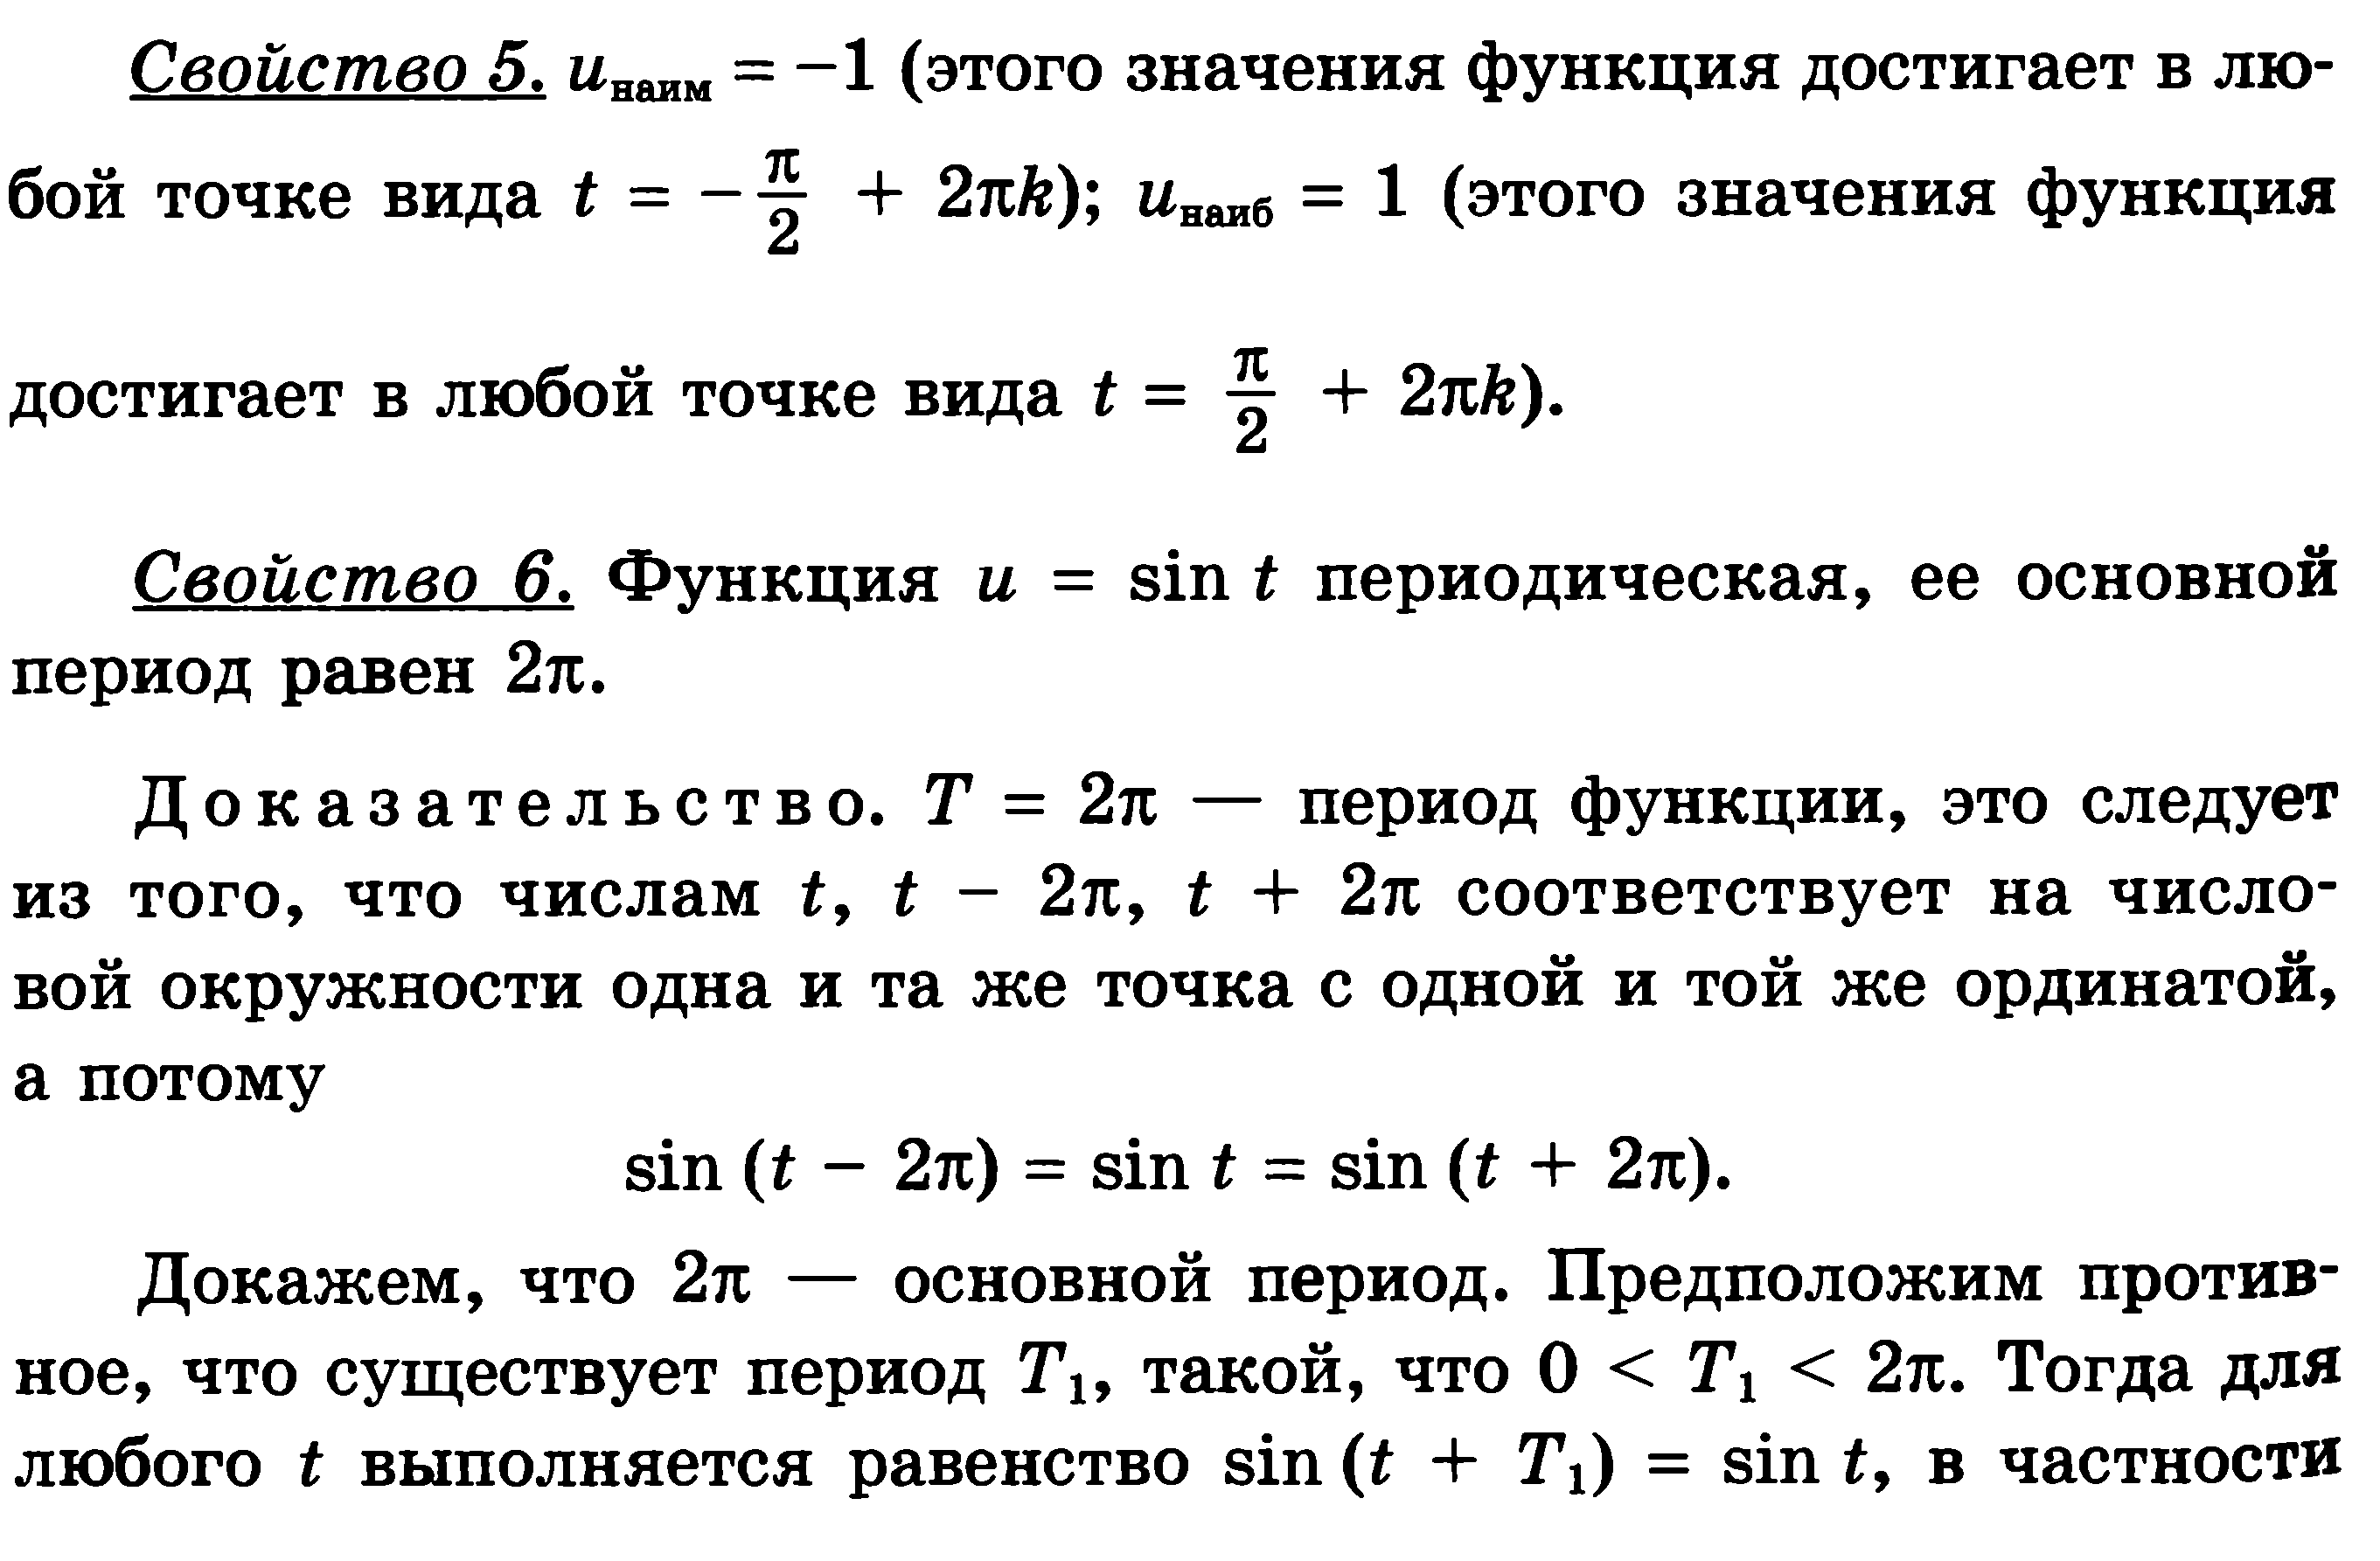 Свойство 5. uнаим = −1 (этого значения функция достигает в лю-
бой точке вида t = −π/2 + 2πk); uнаиб = 1 (этого значения функция
достигает в любой точке вида t = π/2 + 2πk).
Свойство 6. Функция u = sin t периодическая, ее основной
период равен 2π.
Доказательство. T = 2π — период функции, это следует
из того, что числам t, t − 2π, t + 2π соответствует на число-
вой окружности одна и та же точка с одной и той же ординатой,
а потому
sin (t − 2π) = sin t = sin (t + 2π).
Докажем, что 2π — основной период. Предположим против-
ное, что существует период T₁, такой, что 0 < T₁ < 2π. Тогда для
любого t выполняется равенство sin (t + T₁) = sin t, в частности